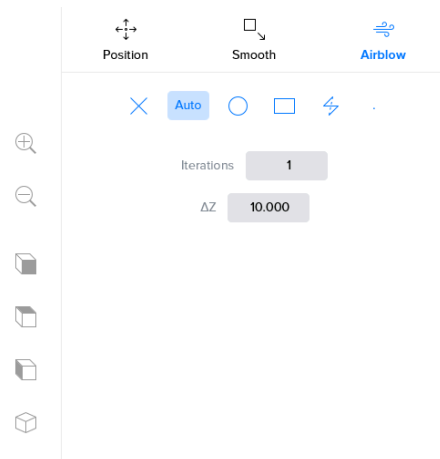 Position
Smooth
Airblow
Auto
Iterations 1
ΔZ 10.000